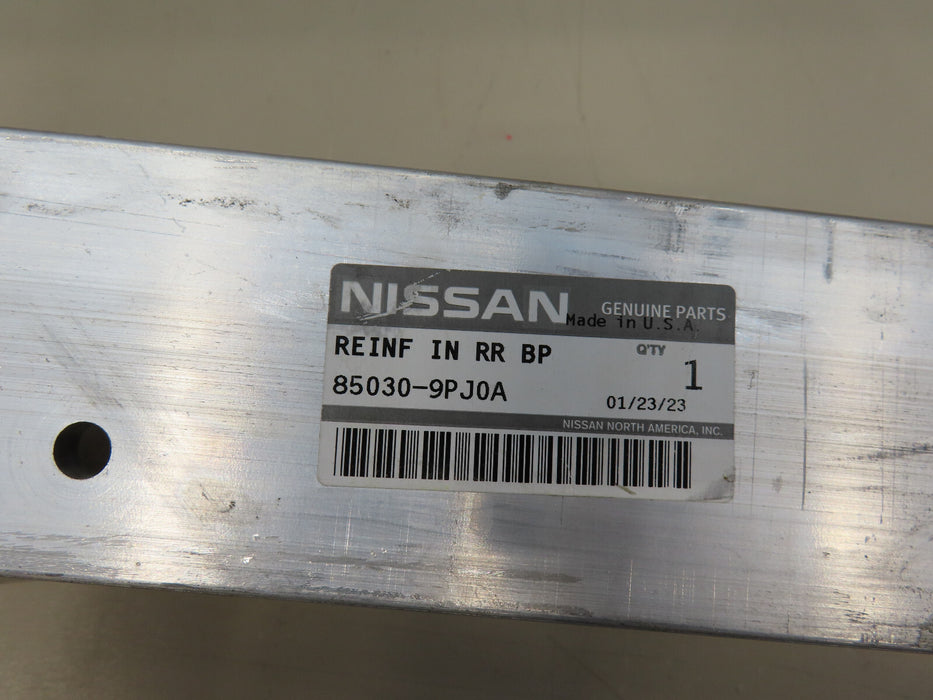 NISSAN GENUINE PARTS
Made in U.S.A.
REINF IN RR BP Q'TY
85030-9PJ0A 1
01/23/23
NISSAN NORTH AMERICA, INC.